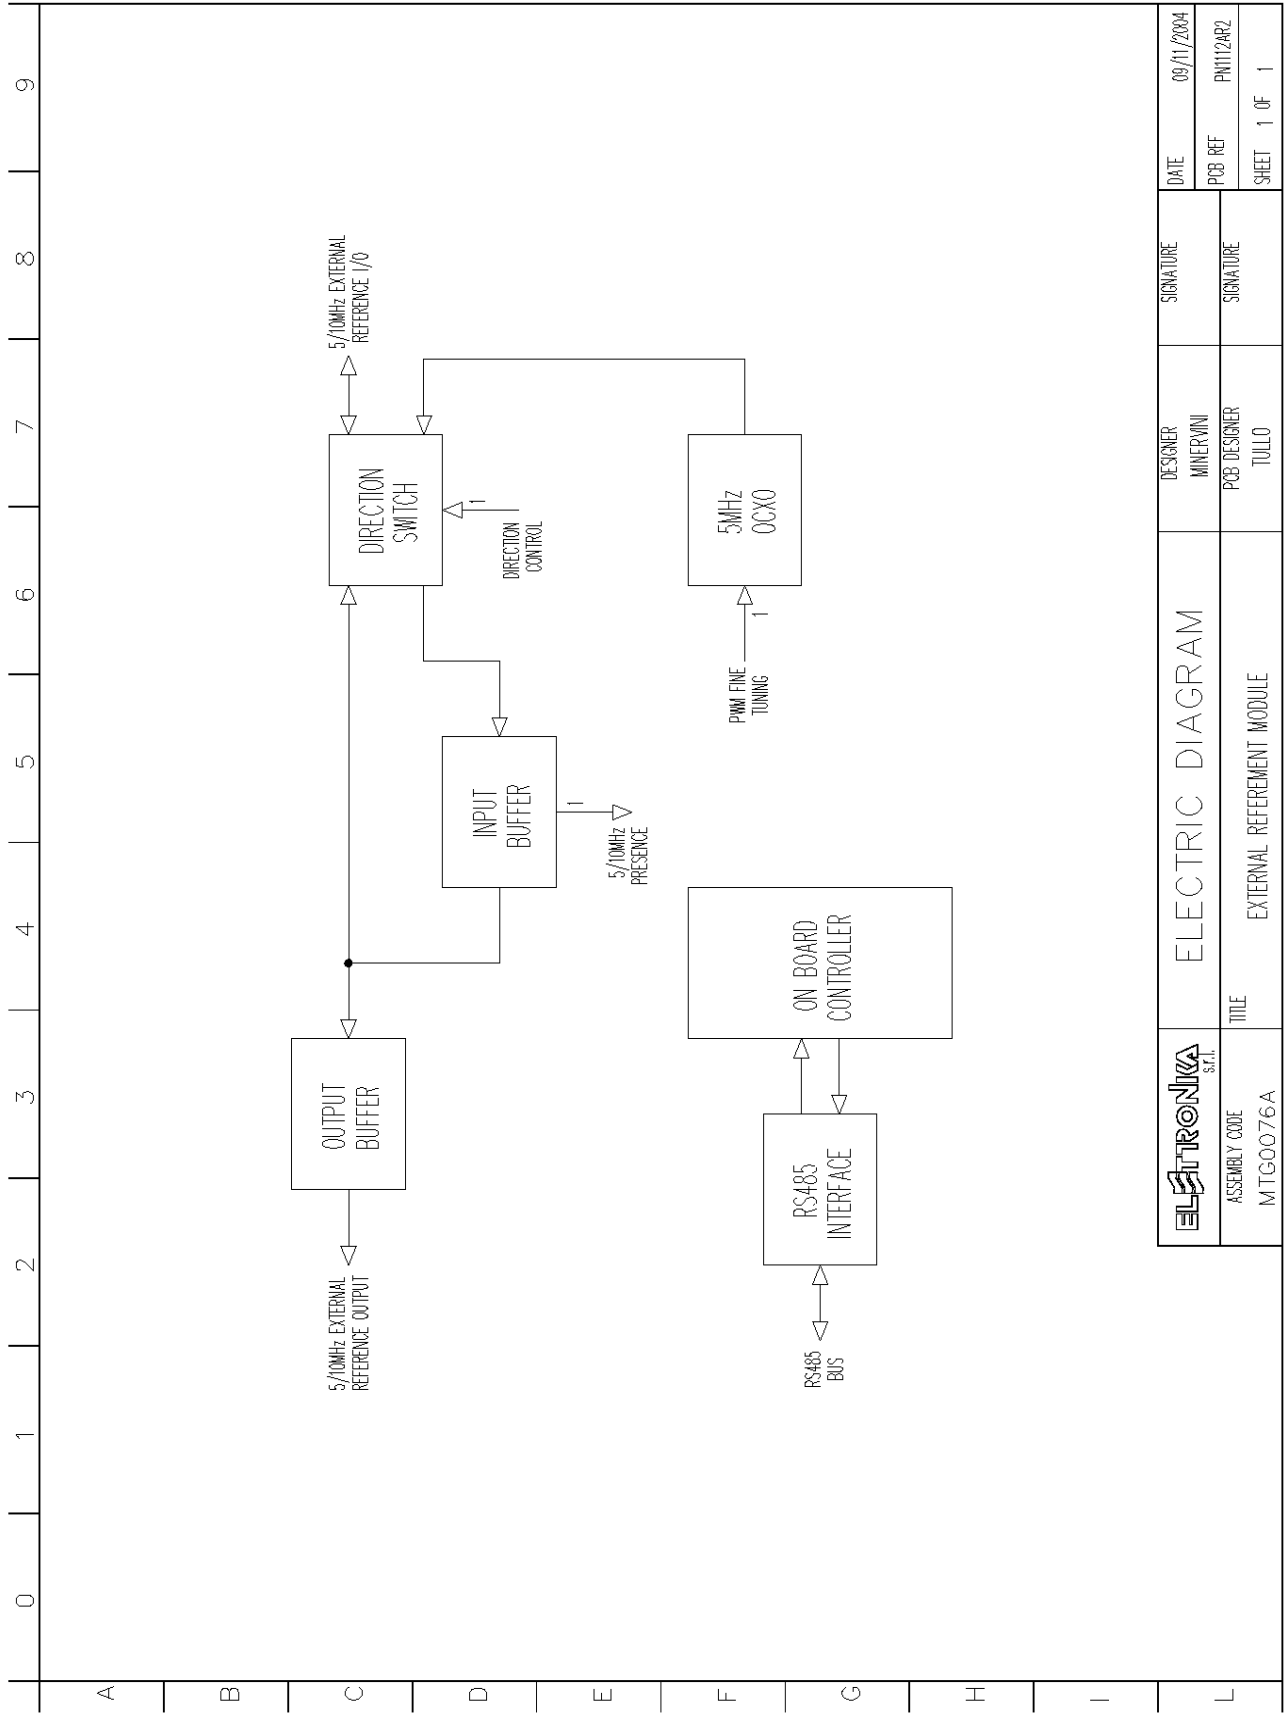 0 1 2 3 4 5 6 7 8 9
A
B
C
D
E
F
G
H
I
L
5/10MHz EXTERNAL
REFERENCE OUTPUT
OUTPUT
BUFFER
DIRECTION
SWITCH
5/10MHz EXTERNAL
REFERENCE I/O
1
DIRECTION
CONTROL
INPUT
BUFFER
1
5/10MHz
PRESENCE
PWM FINE
TUNING
1
5MHz
OCXO
ON BOARD
CONTROLLER
RS485
INTERFACE
RS485
BUS
ELETTRONIKA
s.r.l.
ASSEMBLY CODE
MTG0076A
ELECTRIC DIAGRAM
TITLE
EXTERNAL REFEREMENT MODULE
DESIGNER
MINERVINI
PCB DESIGNER
TULLO
SIGNATURE
SIGNATURE
DATE 09/11/2004
PCB REF PN1112AR2
SHEET 1 OF 1